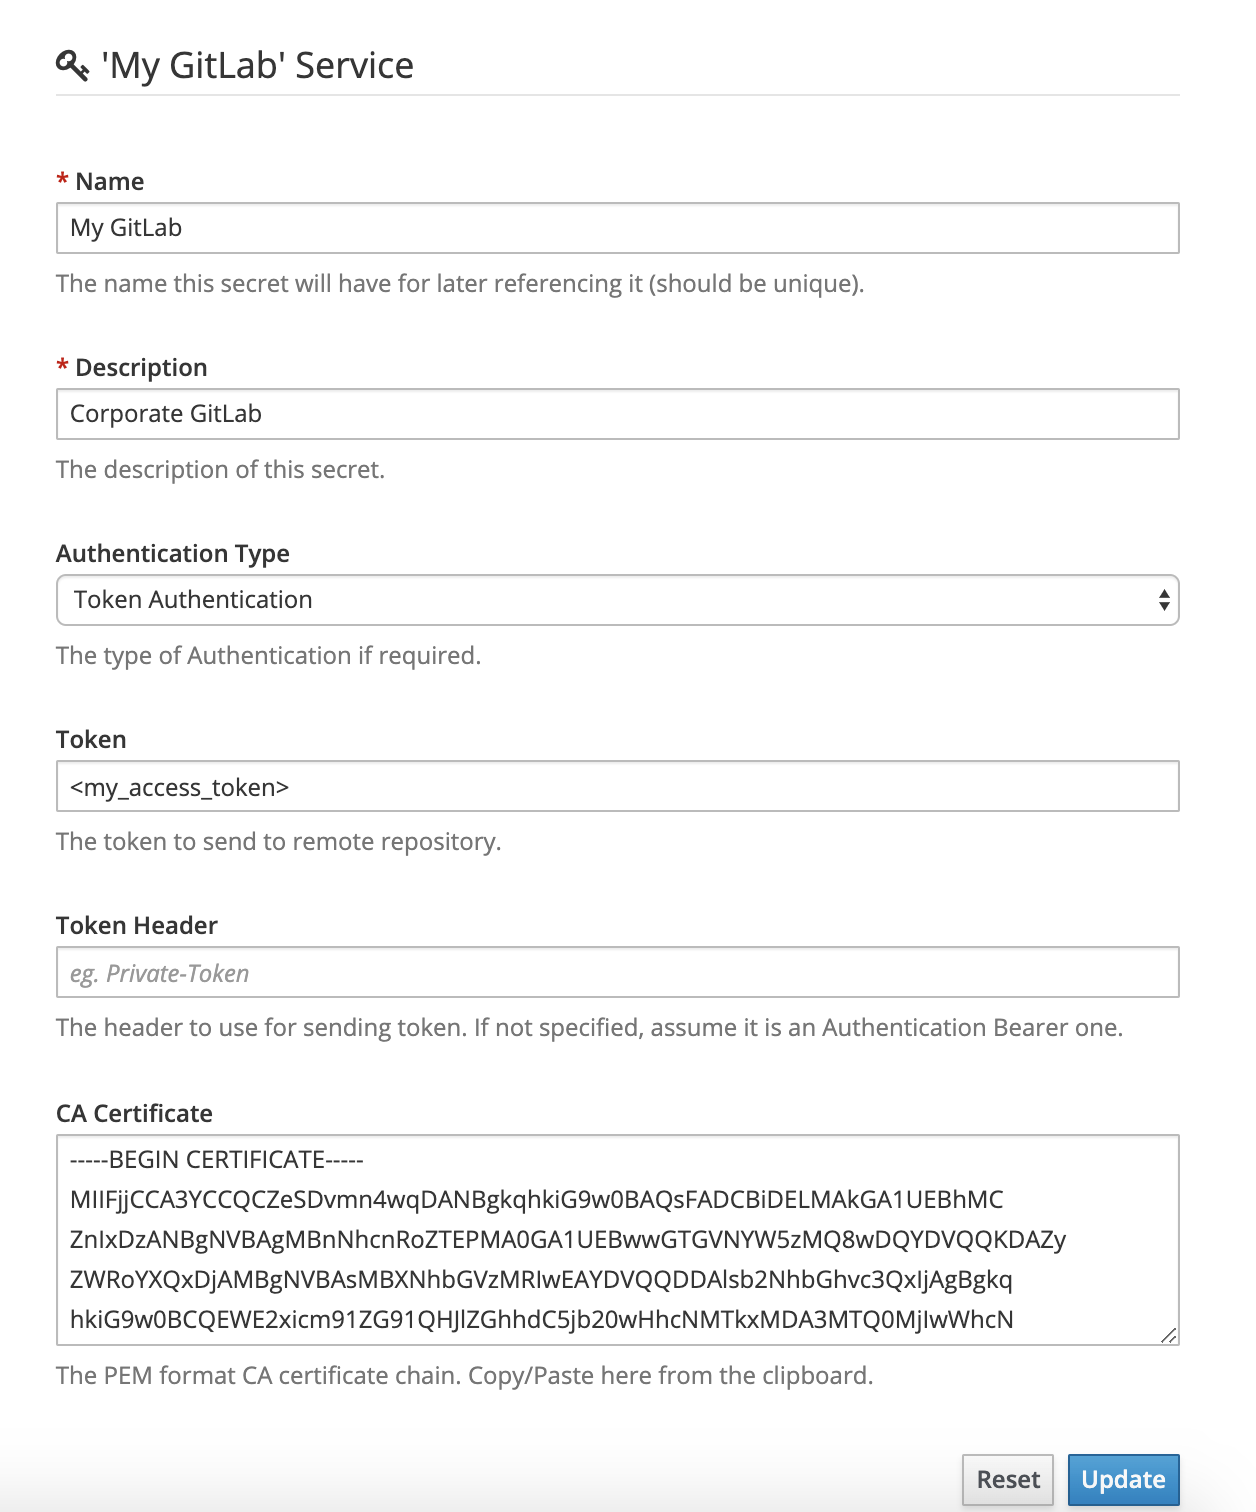 'My GitLab' Service
* Name
My GitLab
The name this secret will have for later referencing it (should be unique).
* Description
Corporate GitLab
The description of this secret.
Authentication Type
Token Authentication
The type of Authentication if required.
Token
<my_access_token>
The token to send to remote repository.
Token Header
eg. Private-Token
The header to use for sending token. If not specified, assume it is an Authentication Bearer one.
CA Certificate
-----BEGIN CERTIFICATE-----
MIIFjjCCA3YCCQCZeSDvmn4wqDANBgkqhkiG9w0BAQsFADCBiDELMAkGA1UEBhMC
ZnIxDzANBgNVBAgMBnNhcnRoZTEPMA0GA1UEBwwGTGVNYW5zMQ8wDQYDVQQKDAZy
ZWRoYXQxDjAMBgNVBAsMBXNhbGVzMRIwEAYDVQQDDAlsb2NhbGhvc3QxIjAgBgkq
hkiG9w0BCQEWE2xicm91ZG91QHJlZGhhdC5jb20wHhcNMTkxMDA3MTQ0MjIwWhcN
The PEM format CA certificate chain. Copy/Paste here from the clipboard.
Reset Update